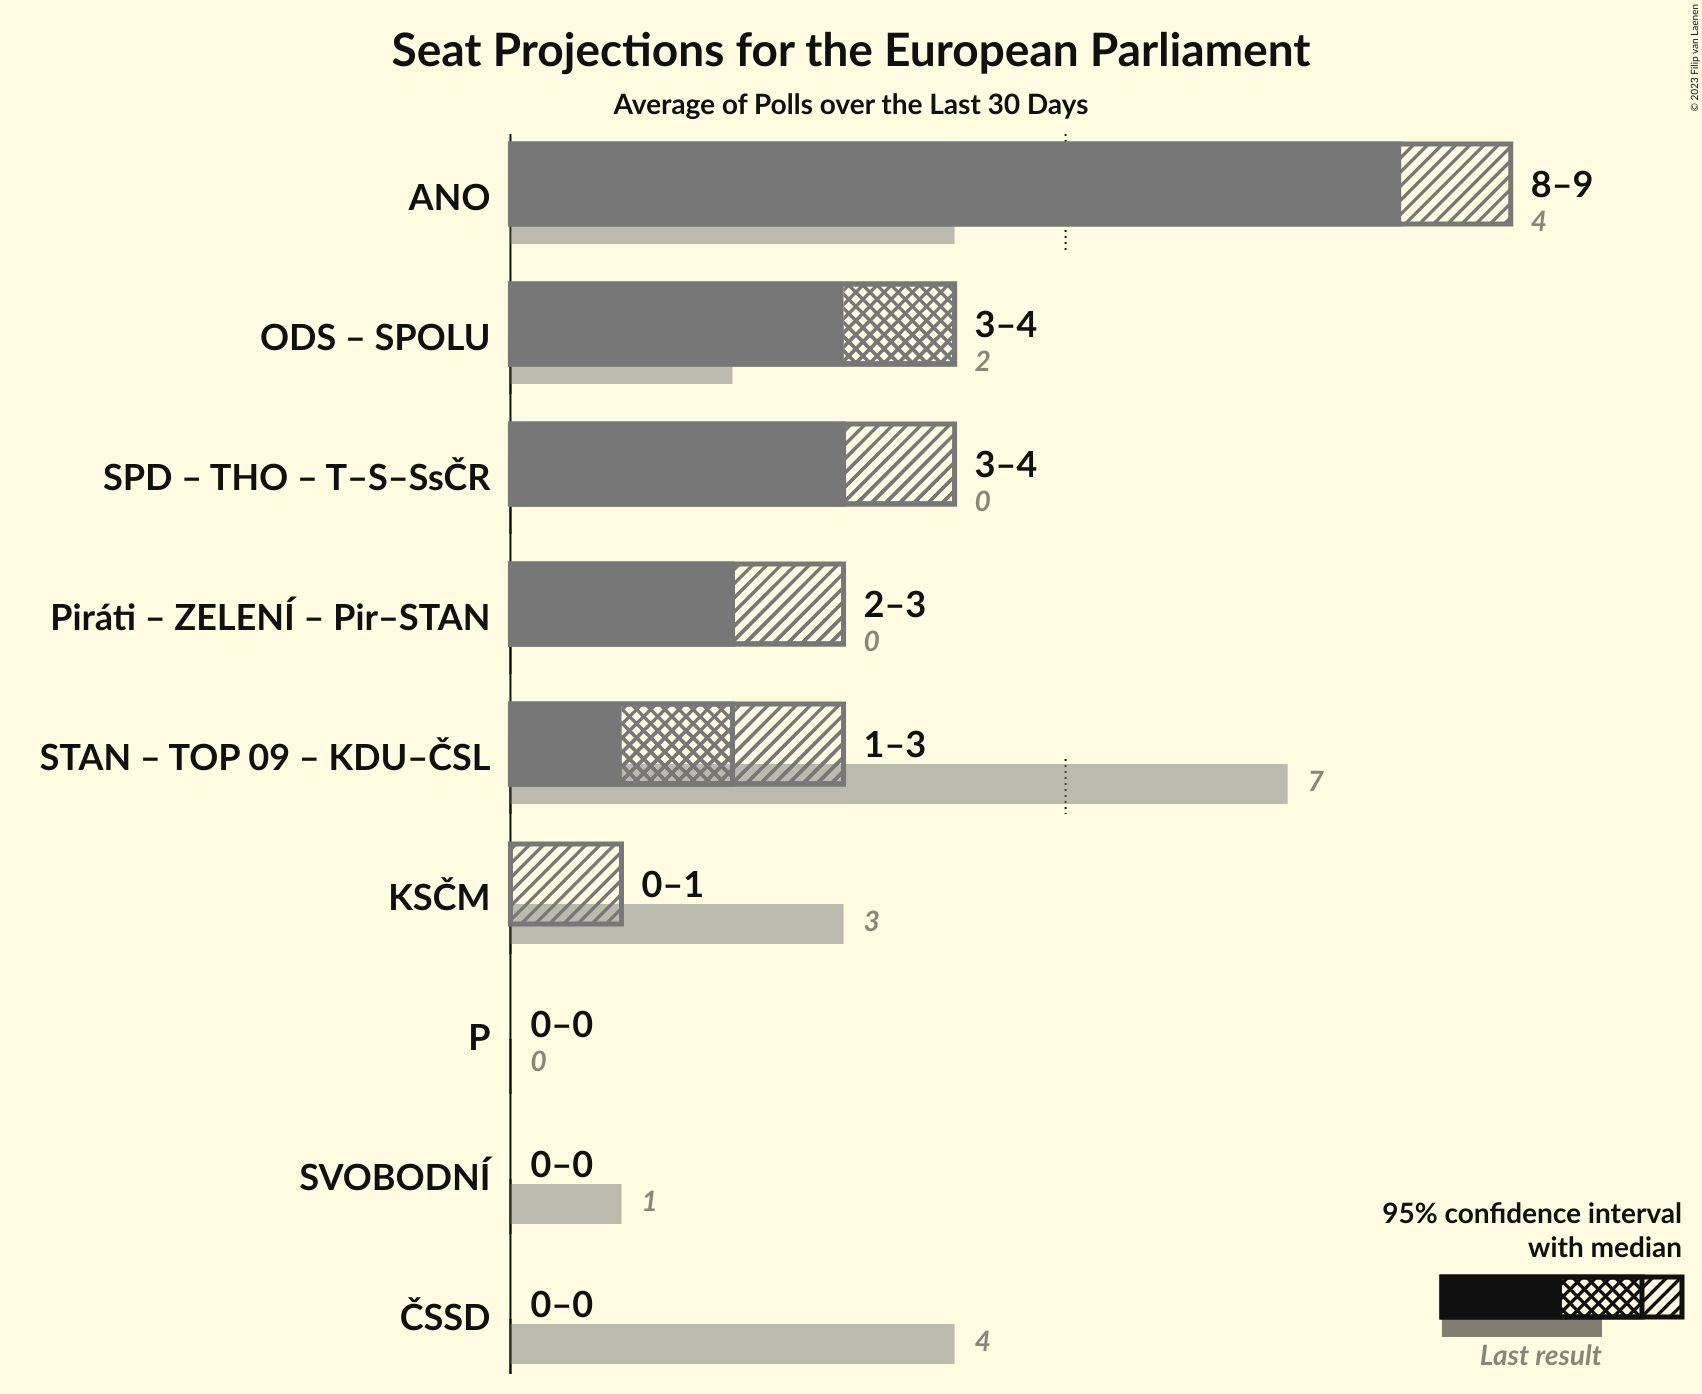 Seat Projections for the European Parliament
Average of Polls over the Last 30 Days
© 2023 Filip van Laenen
ANO
8–9
4
ODS – SPOLU
3–4
2
SPD – THO – T–S–SsČR
3–4
0
Piráti – ZELENÍ – Pir–STAN
2–3
0
STAN – TOP 09 – KDU–ČSL
1–3
7
KSČM
0–1
3
P
0–0
0
SVOBODNÍ
0–0
1
ČSSD
0–0
4
95% confidence interval
with median
Last result